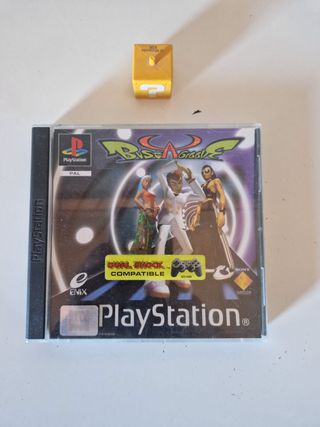 PlayStation
PAL
BUST A GROOVE
DUAL SHOCK
COMPATIBLE
ENIX
SONY
PlayStation®
PlayStation